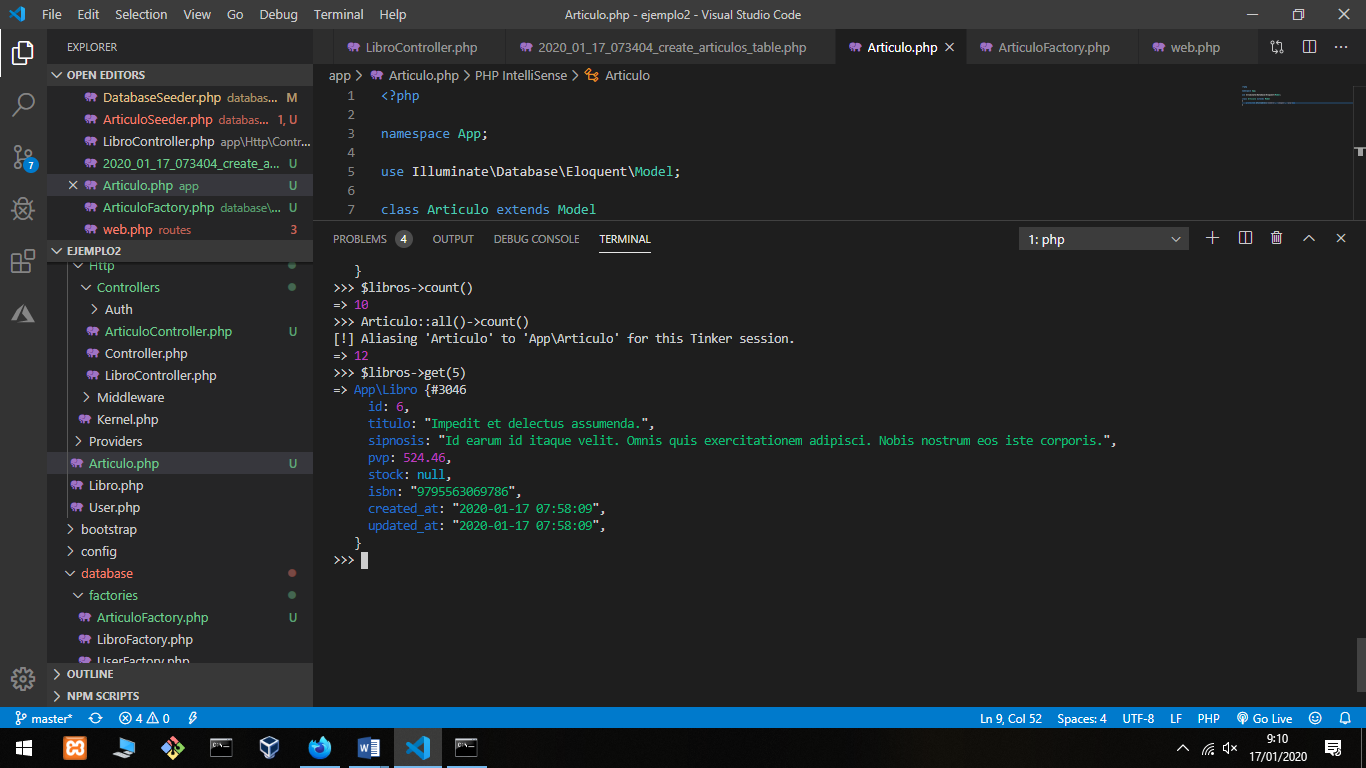 File Edit Selection View Go Debug Terminal Help
Articulo.php - ejemplo2 - Visual Studio Code
EXPLORER
OPEN EDITORS
DatabaseSeeder.php databas... M
ArticuloSeeder.php databas... 1, U
LibroController.php app\Http\Contr...
2020_01_17_073404_create_a... U
Articulo.php app U
ArticuloFactory.php database\... U
web.php routes 3
EJEMPLO2
Http
Controllers
Auth
ArticuloController.php U
Controller.php
LibroController.php
Middleware
Kernel.php
Providers
Articulo.php U
Libro.php
User.php
bootstrap
config
database
factories
ArticuloFactory.php U
LibroFactory.php
UserFactory.php
OUTLINE
NPM SCRIPTS
7
LibroController.php 2020_01_17_073404_create_articulos_table.php Articulo.php ArticuloFactory.php web.php
app > Articulo.php > PHP IntelliSense > Articulo
1 <?php
2
3 namespace App;
4
5 use Illuminate\Database\Eloquent\Model;
6
7 class Articulo extends Model
PROBLEMS 4 OUTPUT DEBUG CONSOLE TERMINAL 1: php
}
>>> $libros->count()
=> 10
>>> Articulo::all()->count()
[!] Aliasing 'Articulo' to 'App\Articulo' for this Tinker session.
=> 12
>>> $libros->get(5)
=> App\Libro {#3046
id: 6,
titulo: "Impedit et delectus assumenda.",
sipnosis: "Id earum id itaque velit. Omnis quis exercitationem adipisci. Nobis nostrum eos iste corporis.",
pvp: 524.46,
stock: null,
isbn: "9795563069786",
created_at: "2020-01-17 07:58:09",
updated_at: "2020-01-17 07:58:09",
}
>>>
master* 4 0 Ln 9, Col 52 Spaces: 4 UTF-8 LF PHP Go Live
9:10
17/01/2020